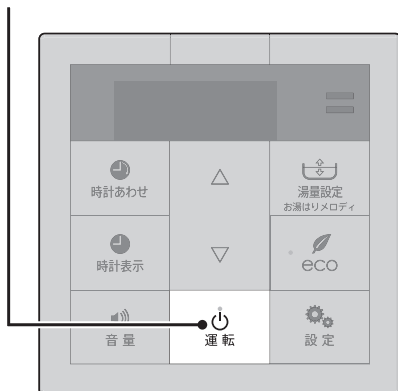 時計あわせ
湯量設定
お湯はりメロディ
時計表示
eco
音量
運転
設定